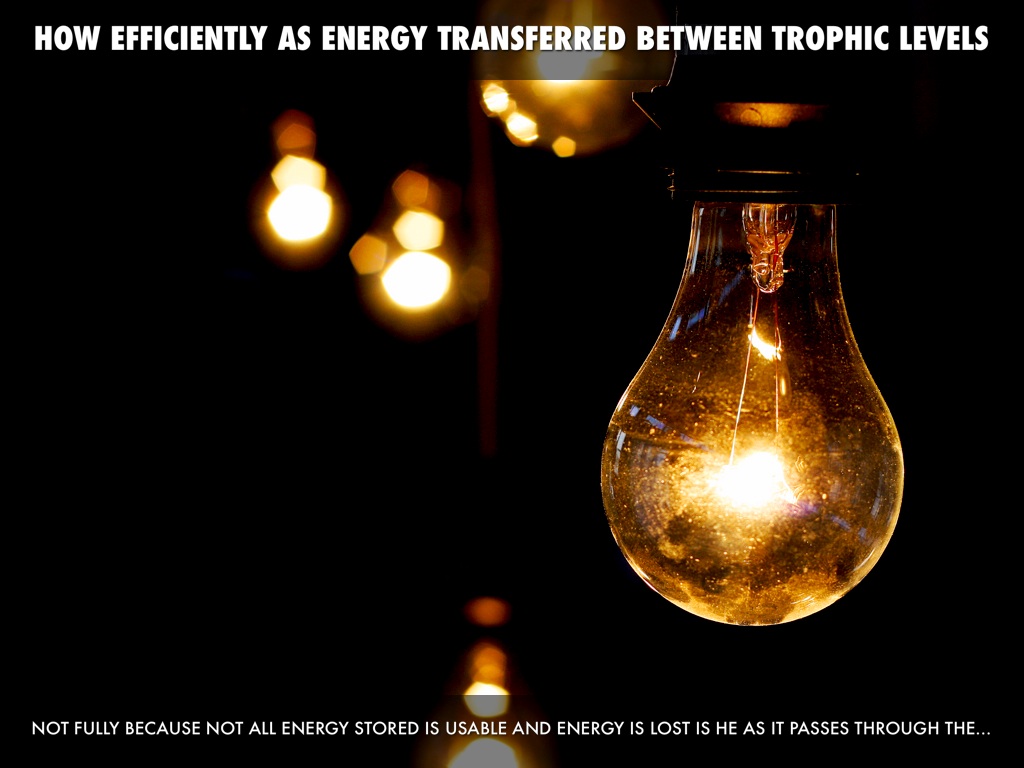 HOW EFFICIENTLY AS ENERGY TRANSFERRED BETWEEN TROPHIC LEVELS
NOT FULLY BECAUSE NOT ALL ENERGY STORED IS USABLE AND ENERGY IS LOST IS HE AS IT PASSES THROUGH THE...